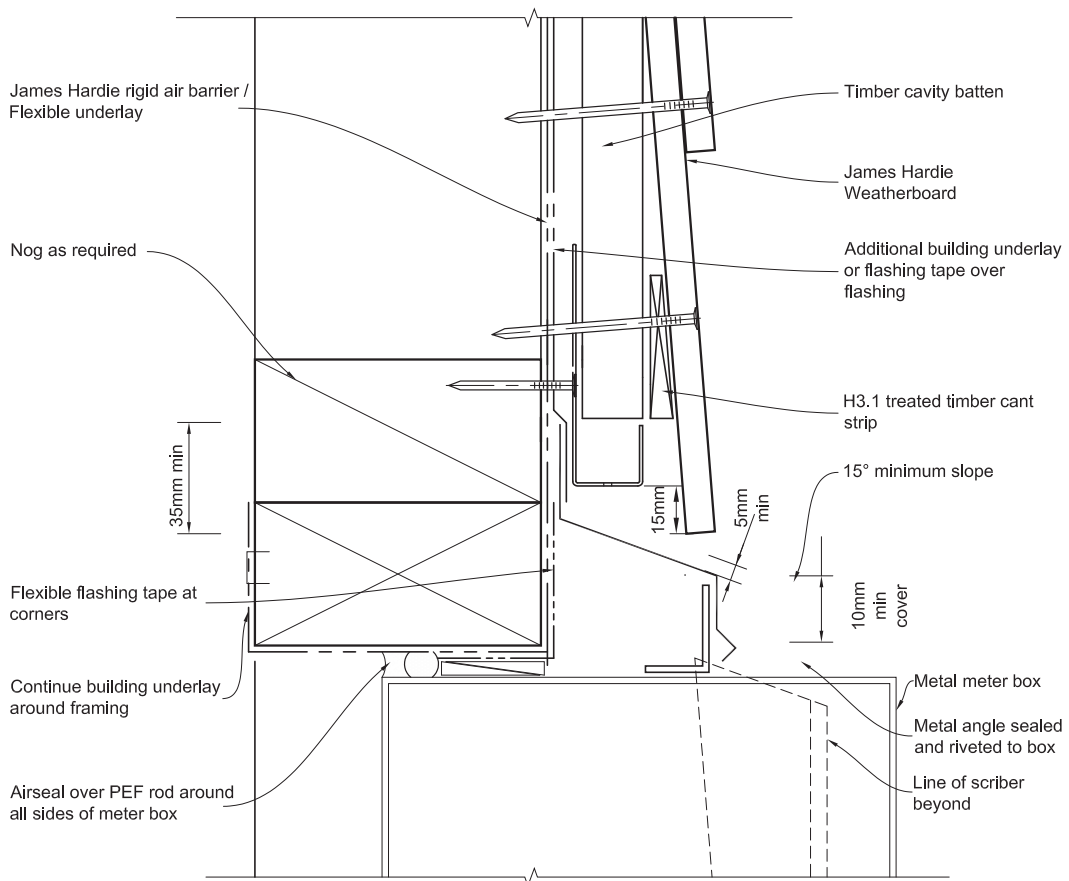 James Hardie rigid air barrier /
Flexible underlay
Nog as required
35mm min
Flexible flashing tape at
corners
Continue building underlay
around framing
Airseal over PEF rod around
all sides of meter box
Timber cavity batten
James Hardie
Weatherboard
Additional building underlay
or flashing tape over
flashing
H3.1 treated timber cant
strip
15° minimum slope
15mm
5mm
min
10mm
min
cover
Metal meter box
Metal angle sealed
and riveted to box
Line of scriber
beyond